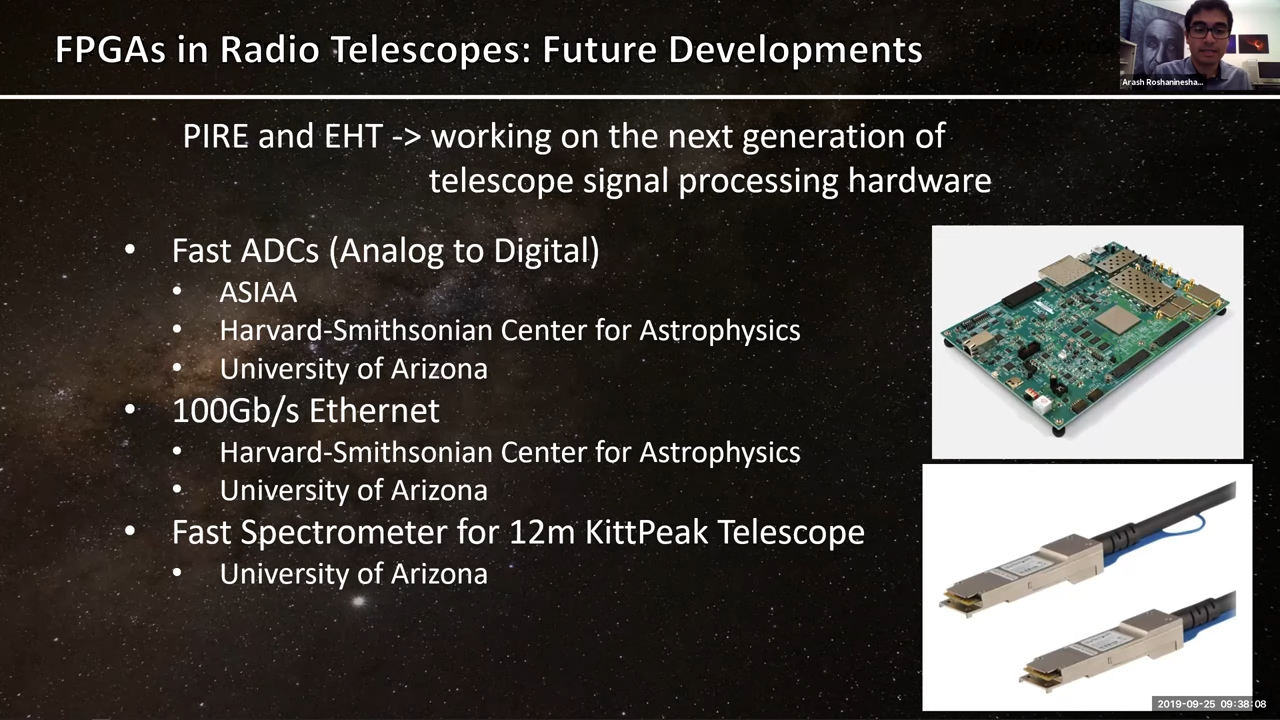 FPGAs in Radio Telescopes: Future Developments
Arash Roshaninesha...
PIRE and EHT -> working on the next generation of
telescope signal processing hardware
• Fast ADCs (Analog to Digital)
• ASIAA
• Harvard-Smithsonian Center for Astrophysics
• University of Arizona
• 100Gb/s Ethernet
• Harvard-Smithsonian Center for Astrophysics
• University of Arizona
• Fast Spectrometer for 12m KittPeak Telescope
• University of Arizona
2019-09-25 09:38:08